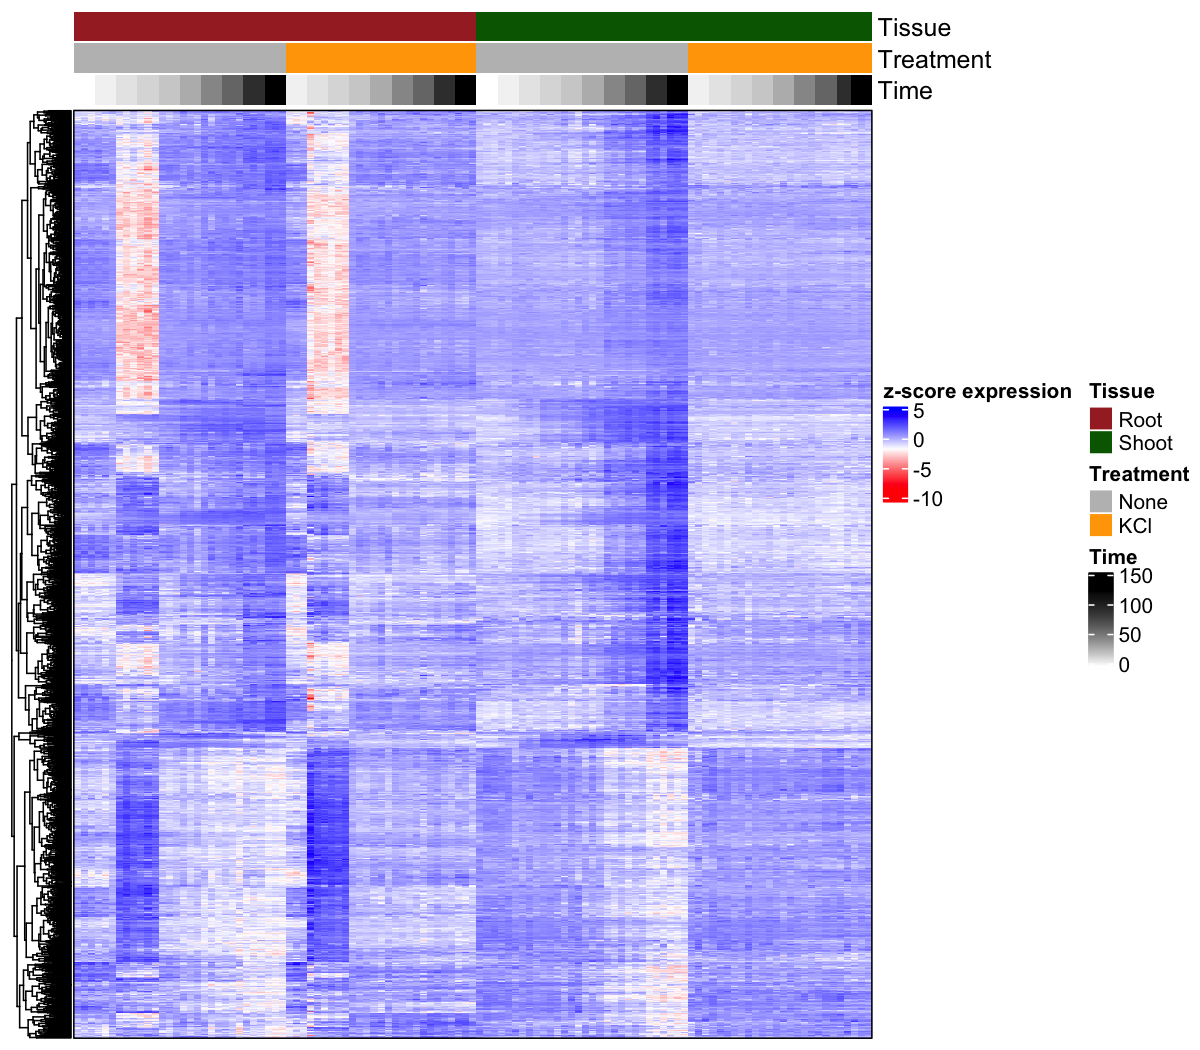 Tissue
Treatment
Time
z-score expression
5
0
-5
-10
Tissue
Root
Shoot
Treatment
None
KCl
Time
150
100
50
0